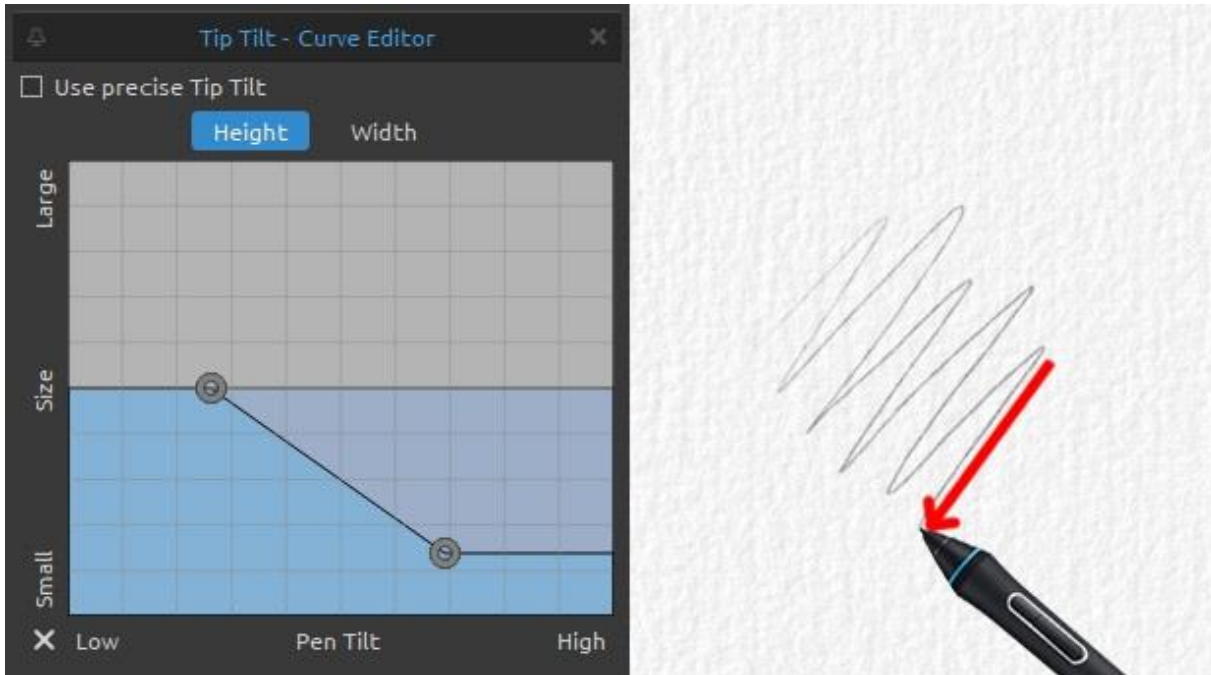 Tip Tilt - Curve Editor
Use precise Tip Tilt
Height Width
Large
Size
Small
Low Pen Tilt High